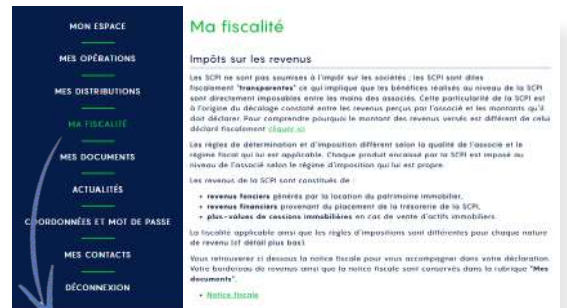 MON ESPACE
MES OPÉRATIONS
MES DISTRIBUTIONS
MA FISCALITÉ
MES DOCUMENTS
ACTUALITÉS
COORDONNÉES ET MOT DE PASSE
MES CONTACTS
DÉCONNEXION
Ma fiscalité
Impôts sur les revenus
Les SCPI ne sont pas soumises à l'impôt sur les sociétés ; les SCPI sont dites
fiscalement "transparentes" ce qui implique que les bénéfices réalisés au niveau de la SCPI
sont directement imposables entre les mains des associés. Cette particularité de la SCPI est
à l'origine du décalage constaté entre les revenus perçus par l'associé et les montants qu'il
doit déclarer. Pour comprendre pourquoi le montant des revenus versés est différent de celui
déclaré fiscalement cliquer ici
Les règles de détermination et d'imposition diffèrent selon la qualité de l'associé et le
régime fiscal qui lui est applicable. Chaque produit encaissé par la SCPI est imposé au
niveau de l'associé selon le régime d'imposition qui lui est propre.
Les revenus de la SCPI sont constitués de :
• revenus fonciers générés par la location du patrimoine immobilier,
• revenus financiers provenant du placement de la trésorerie de la SCPI,
• plus-values de cessions immobilières en cas de vente d'actifs immobiliers.
La fiscalité applicable ainsi que les règles d'impositions sont différentes pour chaque nature
de revenu (cf détail plus bas).
Vous retrouverez ci dessous la notice fiscale pour vous accompagner dans votre déclaration.
Votre bordereau de revenus ainsi que la notice fiscale sont conservés dans la rubrique "Mes
documents".
• Notice fiscale